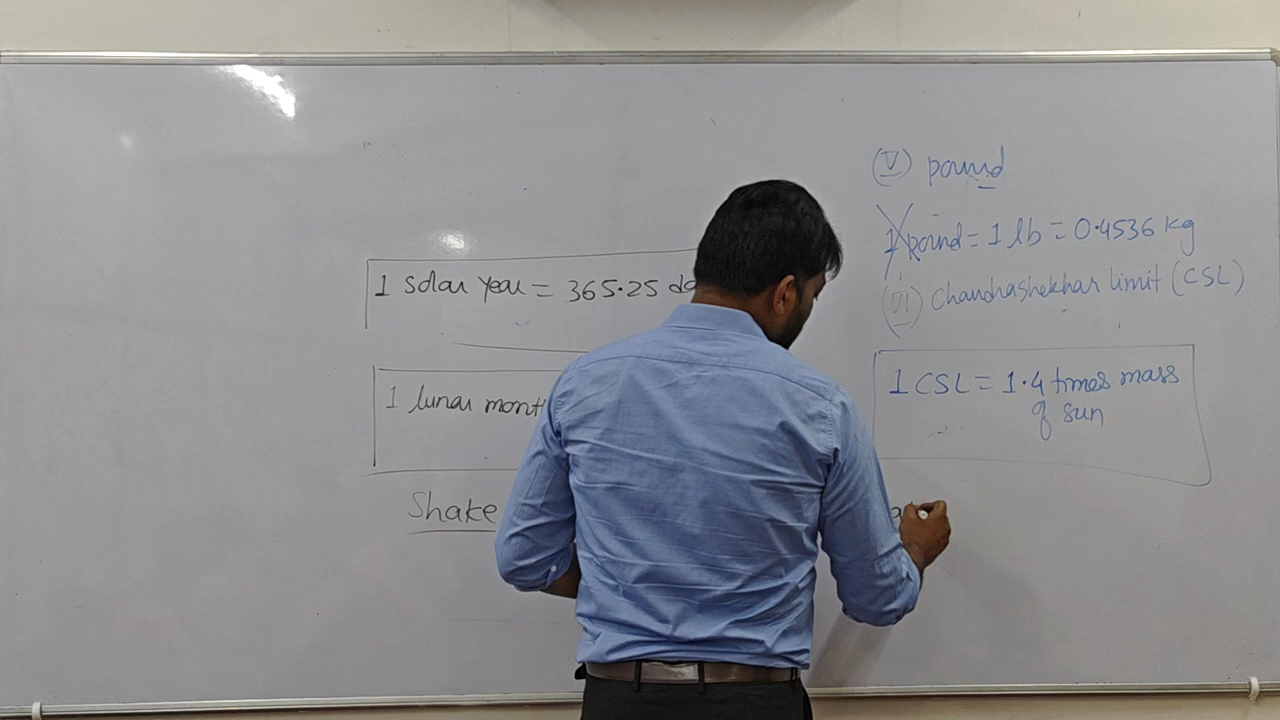 1 Solar Year = 365.25 da
1 lunar mont
Shake
(V) pound
1 pound = 1 lb = 0.4536 kg
(VI) Chandrashekhar limit (CSL)
1 CSL = 1.4 times mass
of sun